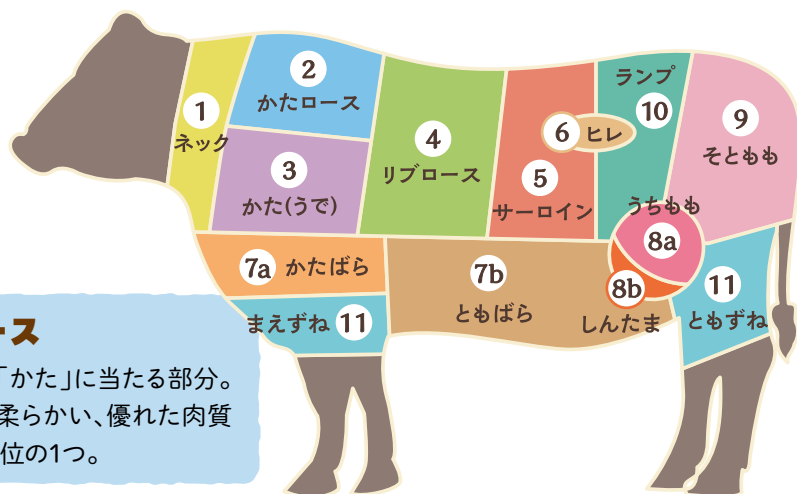 1
ネック
2
かたロース
3
かた(うで)
4
リブロース
5
サーロイン
6 ヒレ
ランプ
10
9
そともも
うちもも
8a
7a かたばら
7b
ともばら
8b
しんたま
まえずね 11
11
ともずね
ース
「かた」に当たる部分。
柔らかい、優れた肉質
位の1つ。